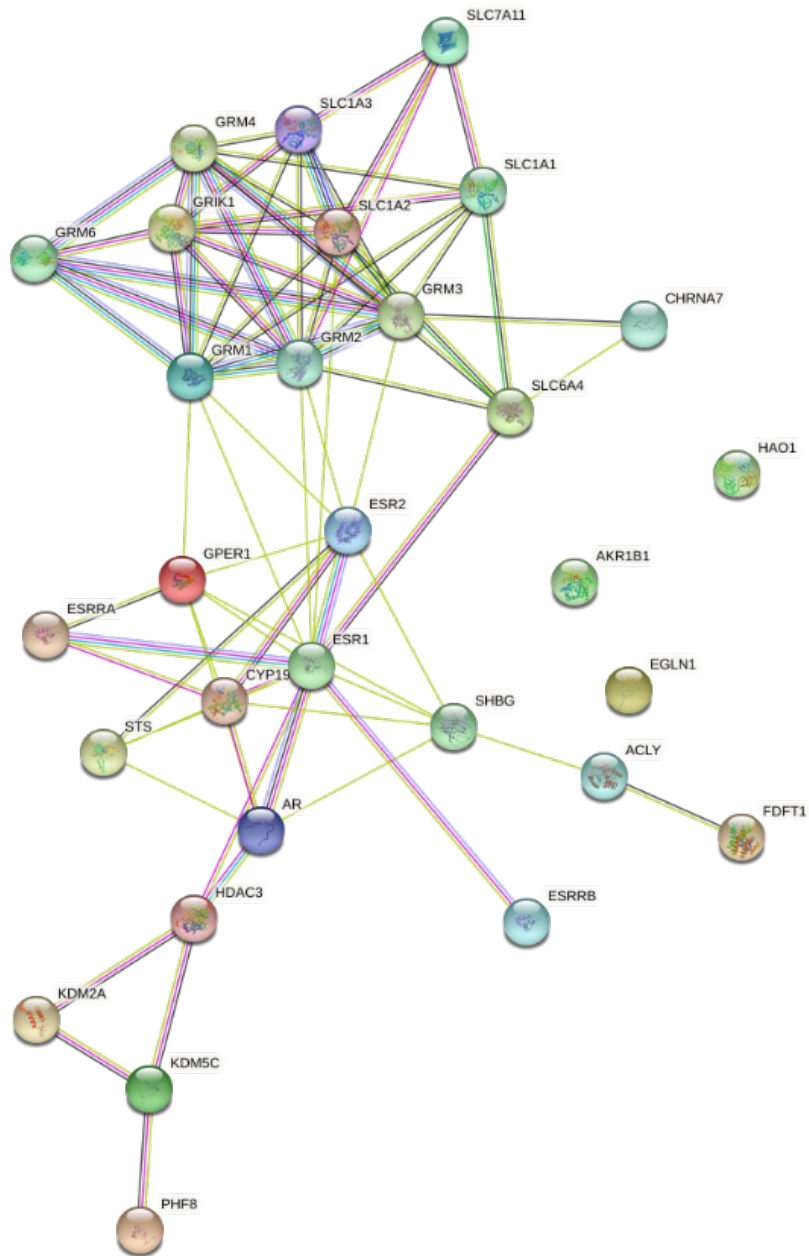 SLC7A11
SLC1A3
GRM4
SLC1A1
GRIK1
SLC1A2
GRM6
CHRNA7
GRM3
GRM2
GRM1
SLC6A4
HAO1
ESR2
GPER1
AKR1B1
ESRRA
ESR1
EGLN1
CYP19
SHBG
STS
ACLY
AR
FDFT1
HDAC3
ESRRB
KDM2A
KDM5C
PHF8